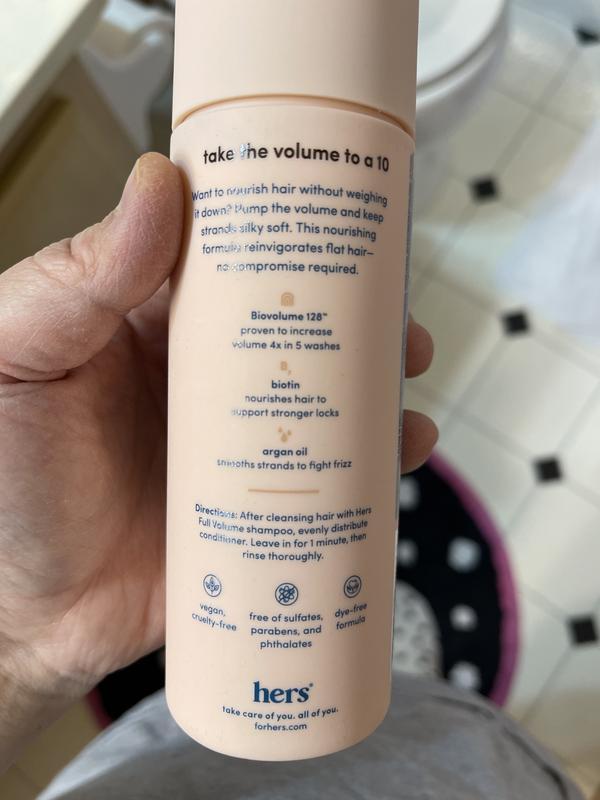 take the volume to a 10
Want to nourish hair without weighing
it down? Pump the volume and keep
strands silky soft. This nourishing
formula reinvigorates flat hair—
no compromise required.
Biovolume 128™
proven to increase
volume 4x in 5 washes
B7
biotin
nourishes hair to
support stronger locks
argan oil
smooths strands to fight frizz
Directions: After cleansing hair with Hers
Full Volume shampoo, evenly distribute
conditioner. Leave in for 1 minute, then
rinse thoroughly.
vegan,
cruelty-free
free of sulfates,
parabens, and
phthalates
dye-free
formula
hers®
take care of you. all of you.
forhers.com